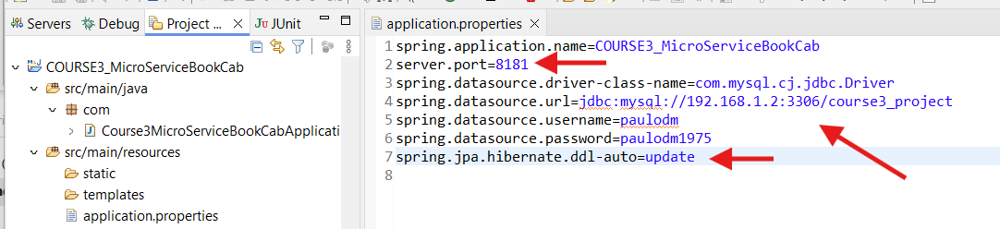 Servers Debug Project ... JUnit
COURSE3_MicroServiceBookCab
src/main/java
com
Course3MicroServiceBookCabApplicati
src/main/resources
static
templates
application.properties
application.properties
1 spring.application.name=COURSE3_MicroServiceBookCab
2 server.port=8181
3 spring.datasource.driver-class-name=com.mysql.cj.jdbc.Driver
4 spring.datasource.url=jdbc:mysql://192.168.1.2:3306/course3_project
5 spring.datasource.username=paulodm
6 spring.datasource.password=paulodm1975
7 spring.jpa.hibernate.ddl-auto=update
8